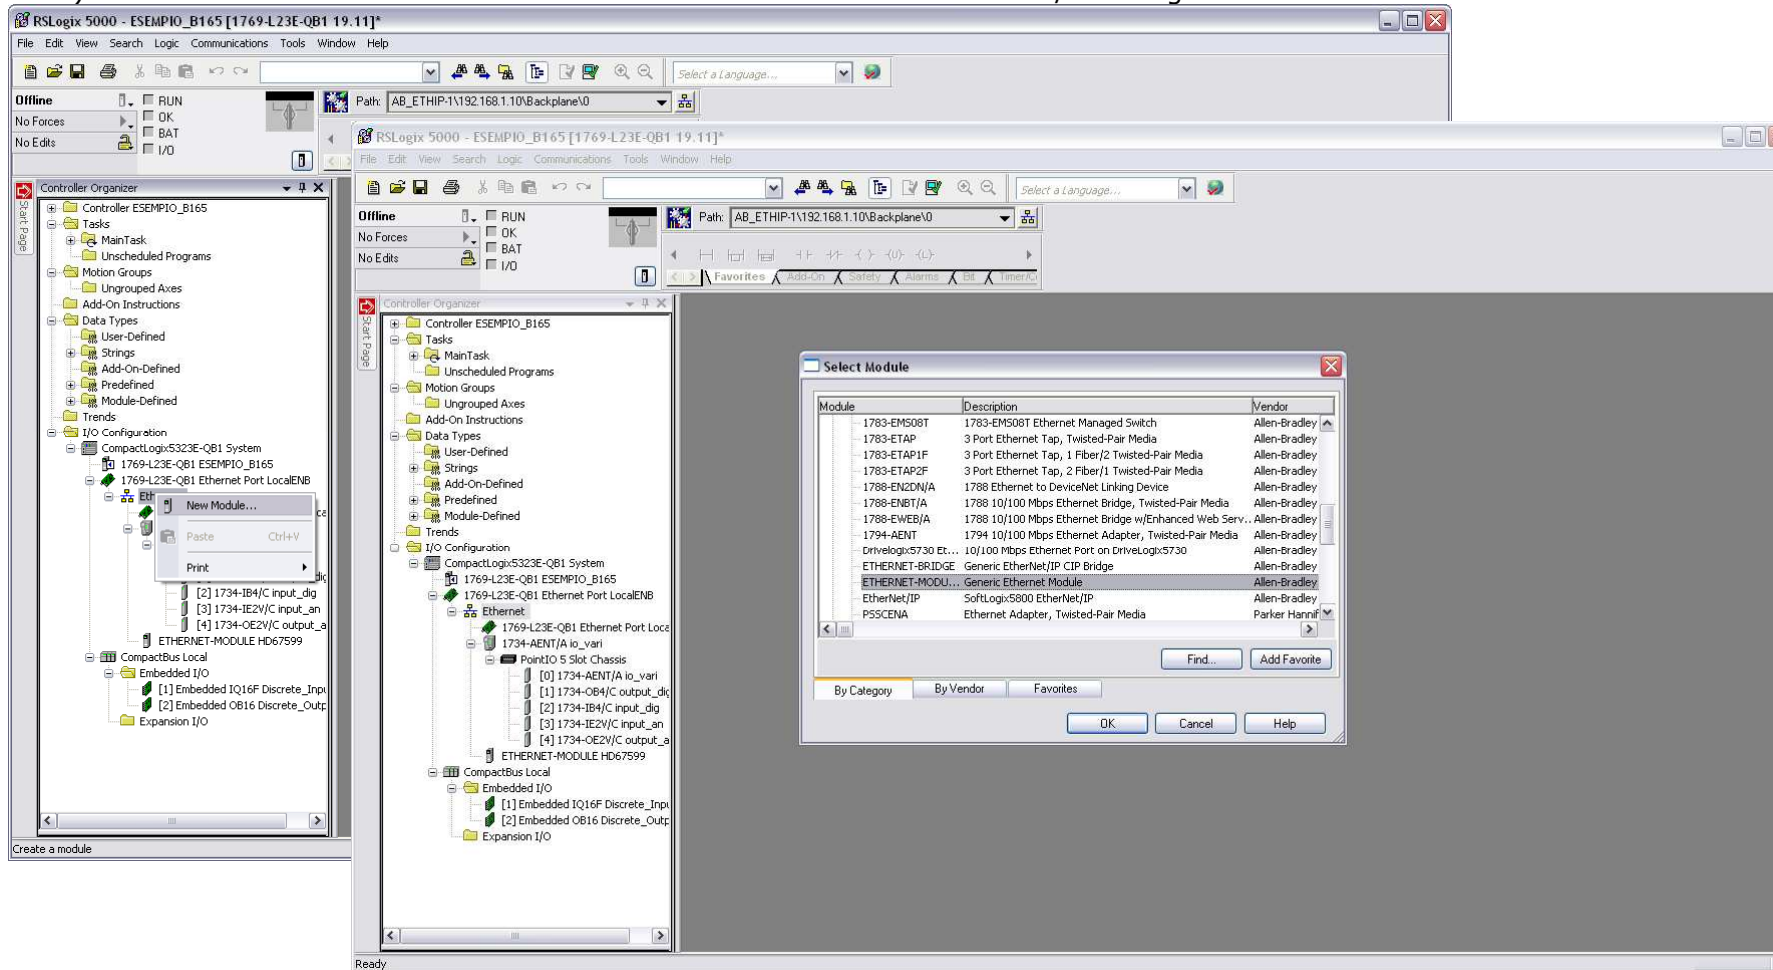 RSLogix 5000 - ESEMPIO_B165 [1769-L23E-QB1 19.11]*
File Edit View Search Logic Communications Tools Window Help
Select a Language...
Offline
RUN
Path: AB_ETHIP-1\192.168.1.10\Backplane\0
No Forces
OK
BAT
No Edits
I/O
Controller Organizer
Start Page
Controller ESEMPIO_B165
Tasks
MainTask
Unscheduled Programs
Motion Groups
Ungrouped Axes
Add-On Instructions
Data Types
User-Defined
Strings
Add-On-Defined
Predefined
Module-Defined
Trends
I/O Configuration
CompactLogix5323E-QB1 System
1769-L23E-QB1 ESEMPIO_B165
1769-L23E-QB1 Ethernet Port LocalENB
Eth
New Module...
Paste Ctrl+V
Print
[2] 1734-IB4/C input_dig
[3] 1734-IE2V/C input_an
[4] 1734-OE2V/C output_a
ETHERNET-MODULE HD67599
CompactBus Local
Embedded I/O
[1] Embedded IQ16F Discrete_Inpu
[2] Embedded OB16 Discrete_Outp
Expansion I/O
Create a module
RSLogix 5000 - ESEMPIO_B165 [1769-L23E-QB1 19.11]*
File Edit View Search Logic Communications Tools Window Help
Select a Language...
Offline
RUN
Path: AB_ETHIP-1\192.168.1.10\Backplane\0
No Forces
OK
BAT
No Edits
I/O
Favorites Add-On Safety Alarms Bit Timer/C
Controller Organizer
Start Page
Controller ESEMPIO_B165
Tasks
MainTask
Unscheduled Programs
Motion Groups
Ungrouped Axes
Add-On Instructions
Data Types
User-Defined
Strings
Add-On-Defined
Predefined
Module-Defined
Trends
I/O Configuration
CompactLogix5323E-QB1 System
1769-L23E-QB1 ESEMPIO_B165
1769-L23E-QB1 Ethernet Port LocalENB
Ethernet
1769-L23E-QB1 Ethernet Port Loca
1734-AENT/A io_vari
PointIO 5 Slot Chassis
[0] 1734-AENT/A io_vari
[1] 1734-OB4/C output_dig
[2] 1734-IB4/C input_dig
[3] 1734-IE2V/C input_an
[4] 1734-OE2V/C output_a
ETHERNET-MODULE HD67599
CompactBus Local
Embedded I/O
[1] Embedded IQ16F Discrete_Inpu
[2] Embedded OB16 Discrete_Outp
Expansion I/O
Ready
Select Module
Module Description Vendor
1783-EMS08T 1783-EMS08T Ethernet Managed Switch Allen-Bradley
1783-ETAP 3 Port Ethernet Tap, Twisted-Pair Media Allen-Bradley
1783-ETAP1F 3 Port Ethernet Tap, 1 Fiber/2 Twisted-Pair Media Allen-Bradley
1783-ETAP2F 3 Port Ethernet Tap, 2 Fiber/1 Twisted-Pair Media Allen-Bradley
1788-EN2DN/A 1788 Ethernet to DeviceNet Linking Device Allen-Bradley
1788-ENBT/A 1788 10/100 Mbps Ethernet Bridge, Twisted-Pair Media Allen-Bradley
1788-EWEB/A 1788 10/100 Mbps Ethernet Bridge w/Enhanced Web Serv.. Allen-Bradley
1794-AENT 1794 10/100 Mbps Ethernet Adapter, Twisted-Pair Media Allen-Bradley
Drivelogix5730 Et... 10/100 Mbps Ethernet Port on DriveLogix5730 Allen-Bradley
ETHERNET-BRIDGE Generic EtherNet/IP CIP Bridge Allen-Bradley
ETHERNET-MODU... Generic Ethernet Module Allen-Bradley
EtherNet/IP SoftLogix5800 EtherNet/IP Allen-Bradley
PSSCENA Ethernet Adapter, Twisted-Pair Media Parker Hannif
Find... Add Favorite
By Category By Vendor Favorites
OK Cancel Help